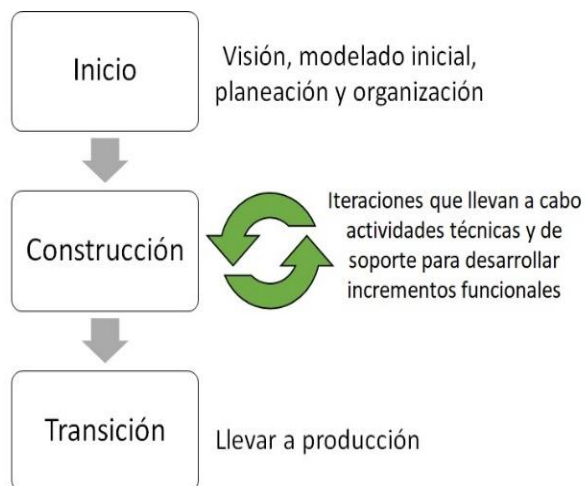 Inicio
Visión, modelado inicial,
planeación y organización
Construcción
Iteraciones que llevan a cabo
actividades técnicas y de
soporte para desarrollar
incrementos funcionales
Transición
Llevar a producción